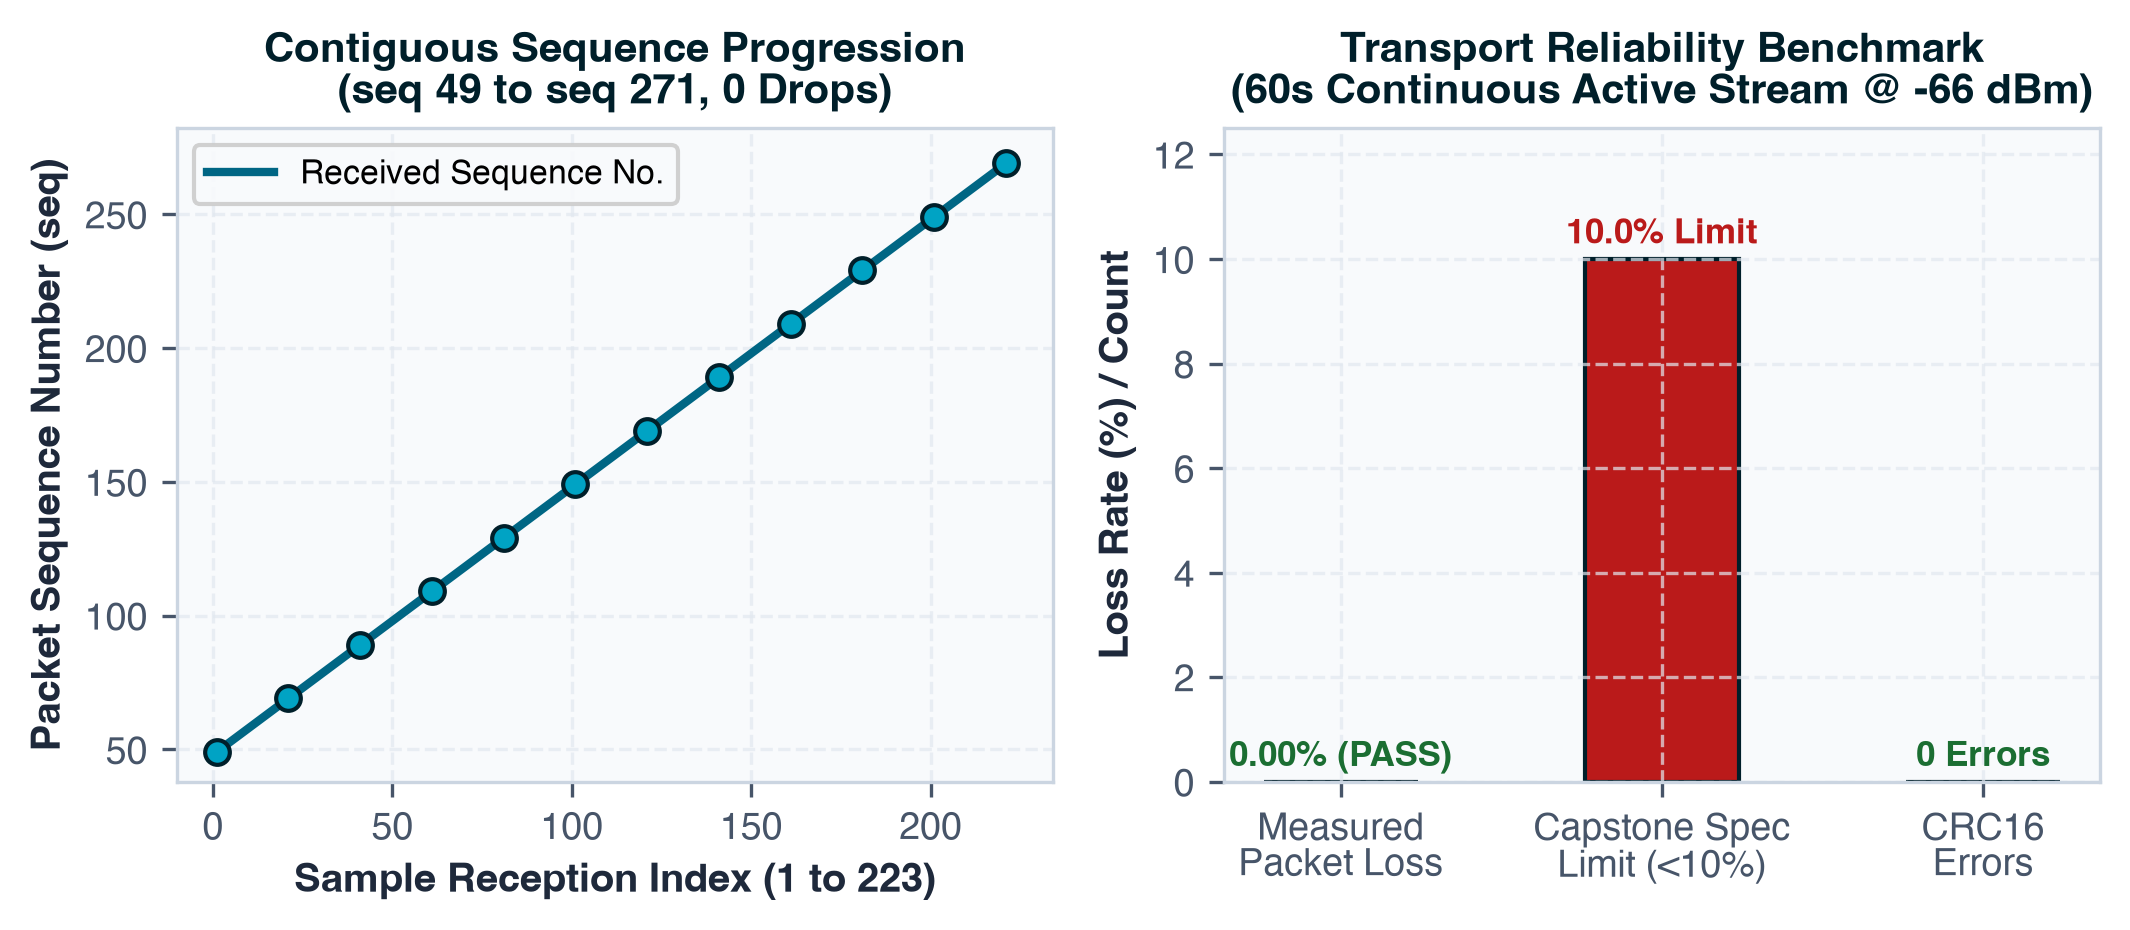 Contiguous Sequence Progression
(seq 49 to seq 271, 0 Drops)
Received Sequence No.
Packet Sequence Number (seq)
250
200
150
100
50
0
50
100
150
200
Sample Reception Index (1 to 223)
Transport Reliability Benchmark
(60s Continuous Active Stream @ -66 dBm)
Loss Rate (%) / Count
12
10
8
6
4
2
0
10.0% Limit
0.00% (PASS)
0 Errors
Measured
Packet Loss
Capstone Spec
Limit (<10%)
CRC16
Errors